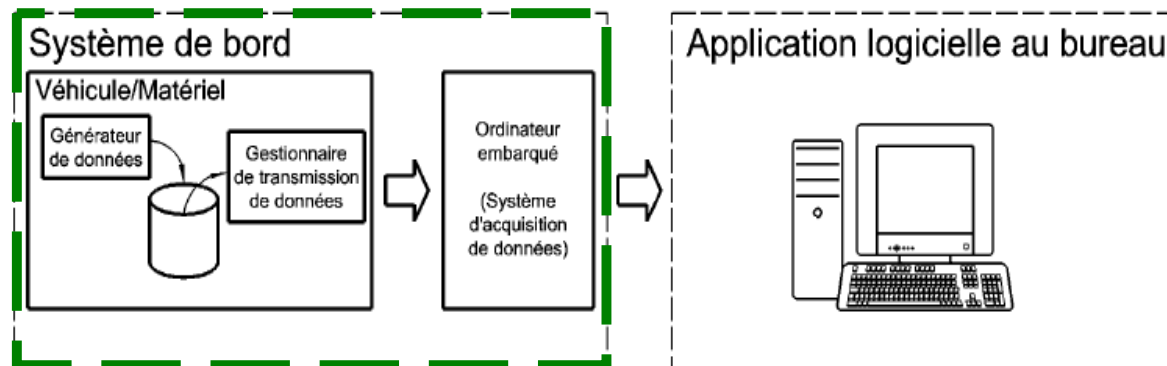 Système de bord
Véhicule/Matériel
Générateur
de données
Gestionnaire
de transmission
de données
Ordinateur
embarqué
(Système
d'acquisition
de données)
Application logicielle au bureau